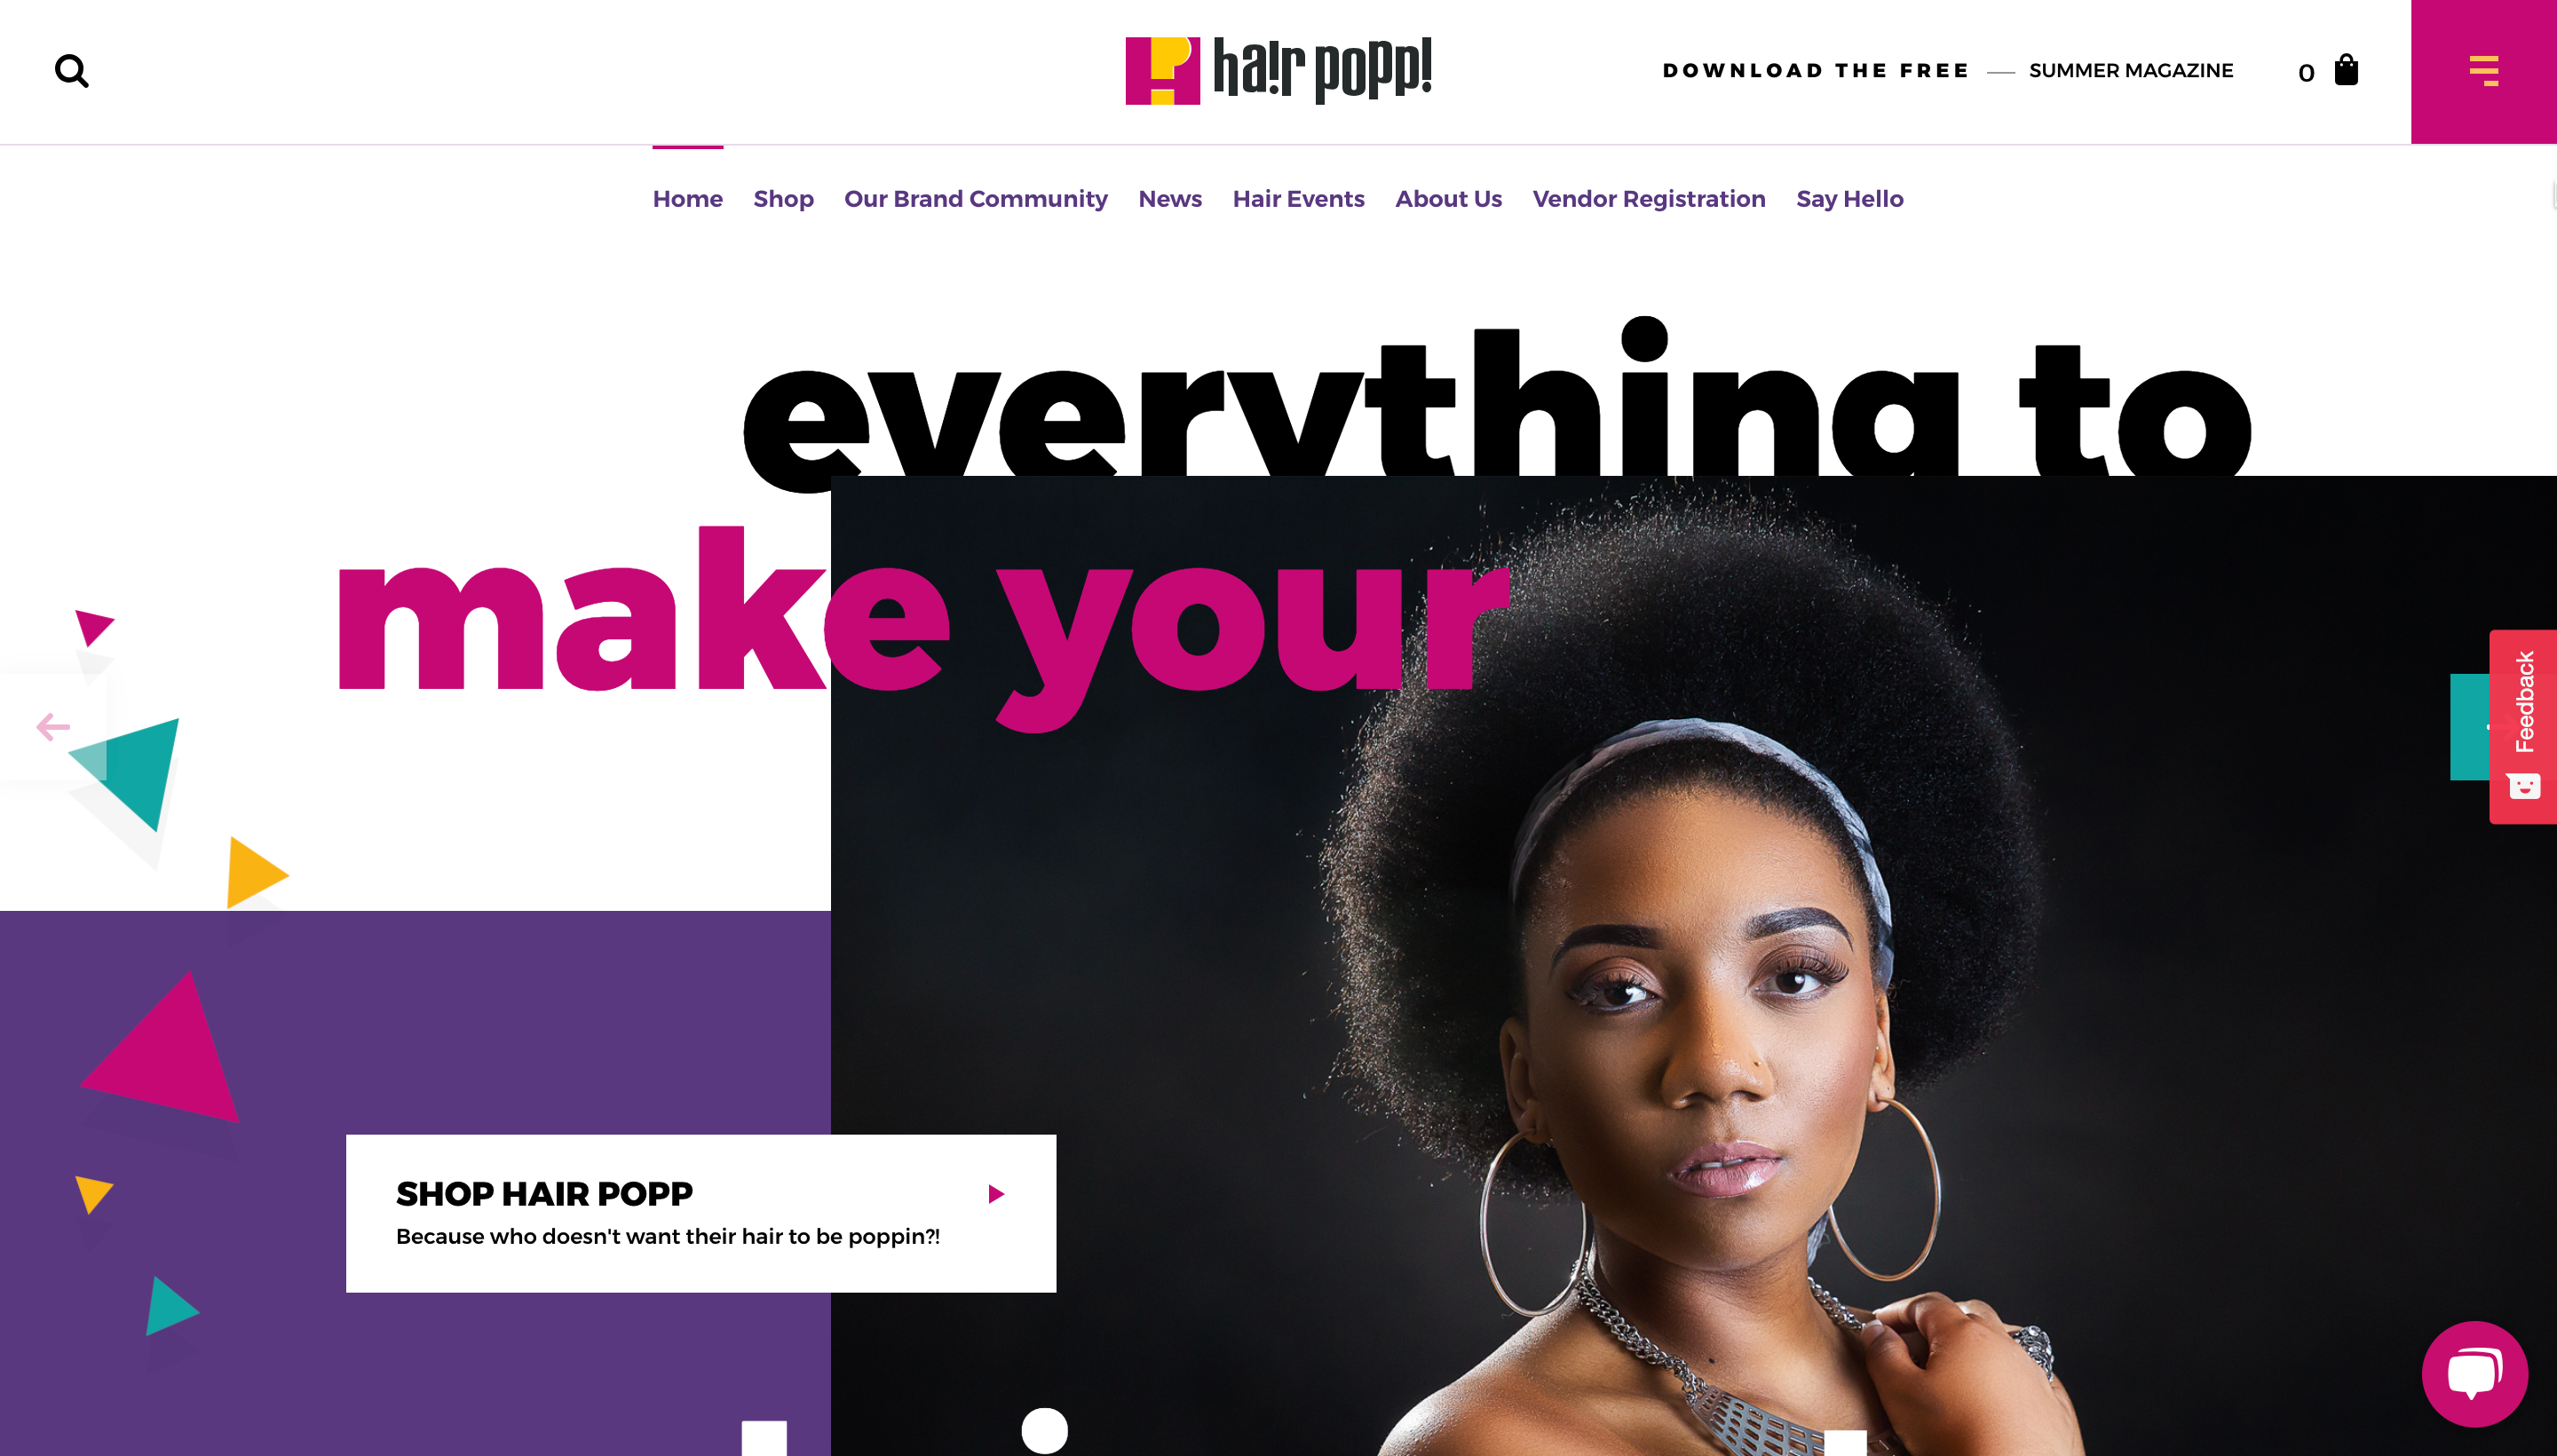 ha!r popp!
DOWNLOAD THE FREE — SUMMER MAGAZINE
0
Home Shop Our Brand Community News Hair Events About Us Vendor Registration Say Hello
everything to
make your
Feedback
SHOP HAIR POPP
Because who doesn't want their hair to be poppin?!